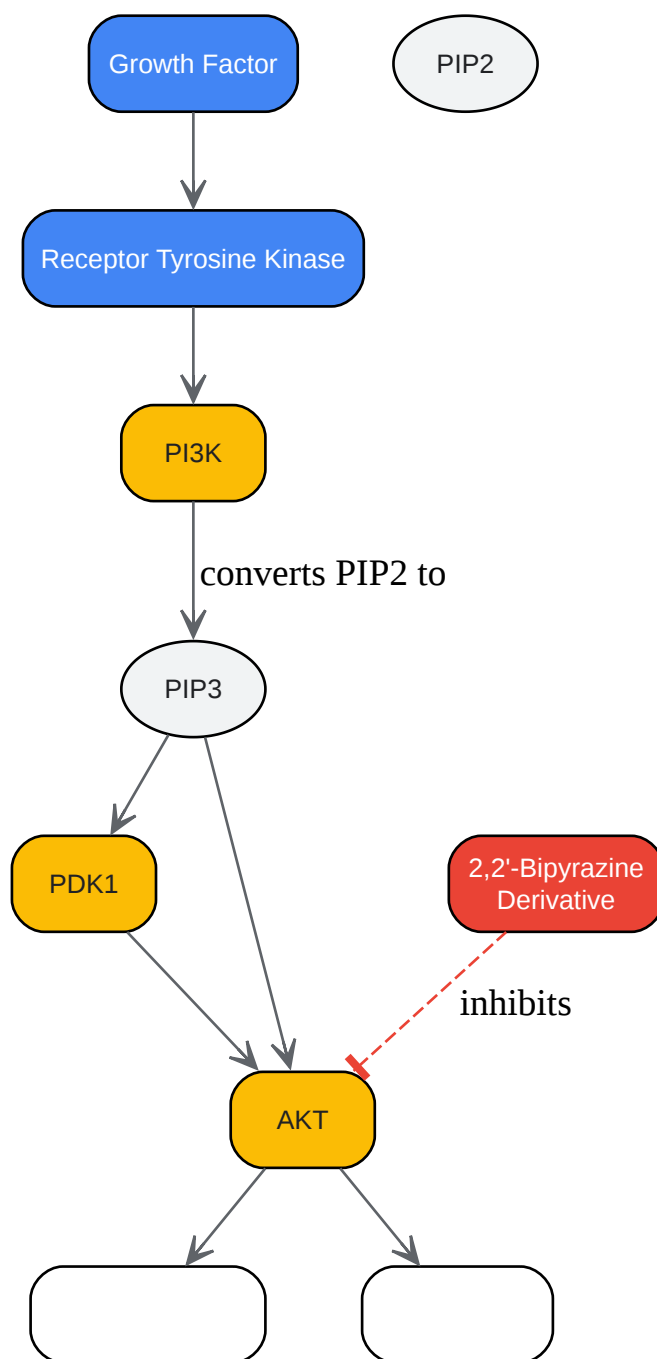 Growth Factor
PIP2
Receptor Tyrosine Kinase
PI3K
converts PIP2 to
PIP3
PDK1
2,2'-Bipyrazine
Derivative
inhibits
AKT